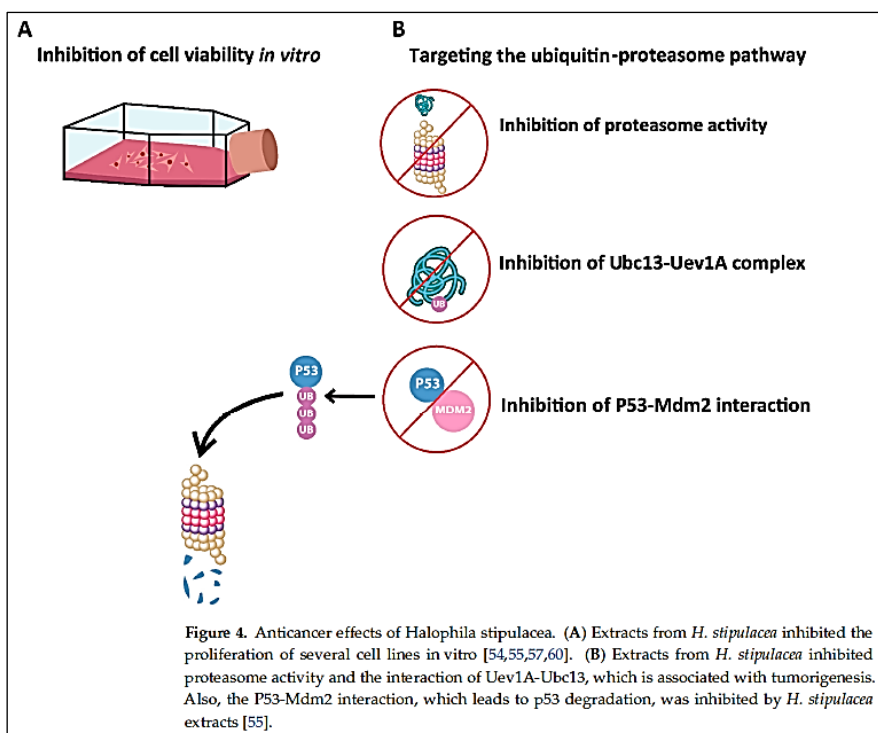 A
Inhibition of cell viability in vitro
B
Targeting the ubiquitin-proteasome pathway
Inhibition of proteasome activity
Inhibition of Ubc13-Uev1A complex
UB
P53
UB
UB
UB
P53
MDM2
Inhibition of P53-Mdm2 interaction
Figure 4. Anticancer effects of Halophila stipulacea. (A) Extracts from H. stipulacea inhibited the
proliferation of several cell lines in vitro [54,55,57,60]. (B) Extracts from H. stipulacea inhibited
proteasome activity and the interaction of Uev1A-Ubc13, which is associated with tumorigenesis.
Also, the P53-Mdm2 interaction, which leads to p53 degradation, was inhibited by H. stipulacea
extracts [55].